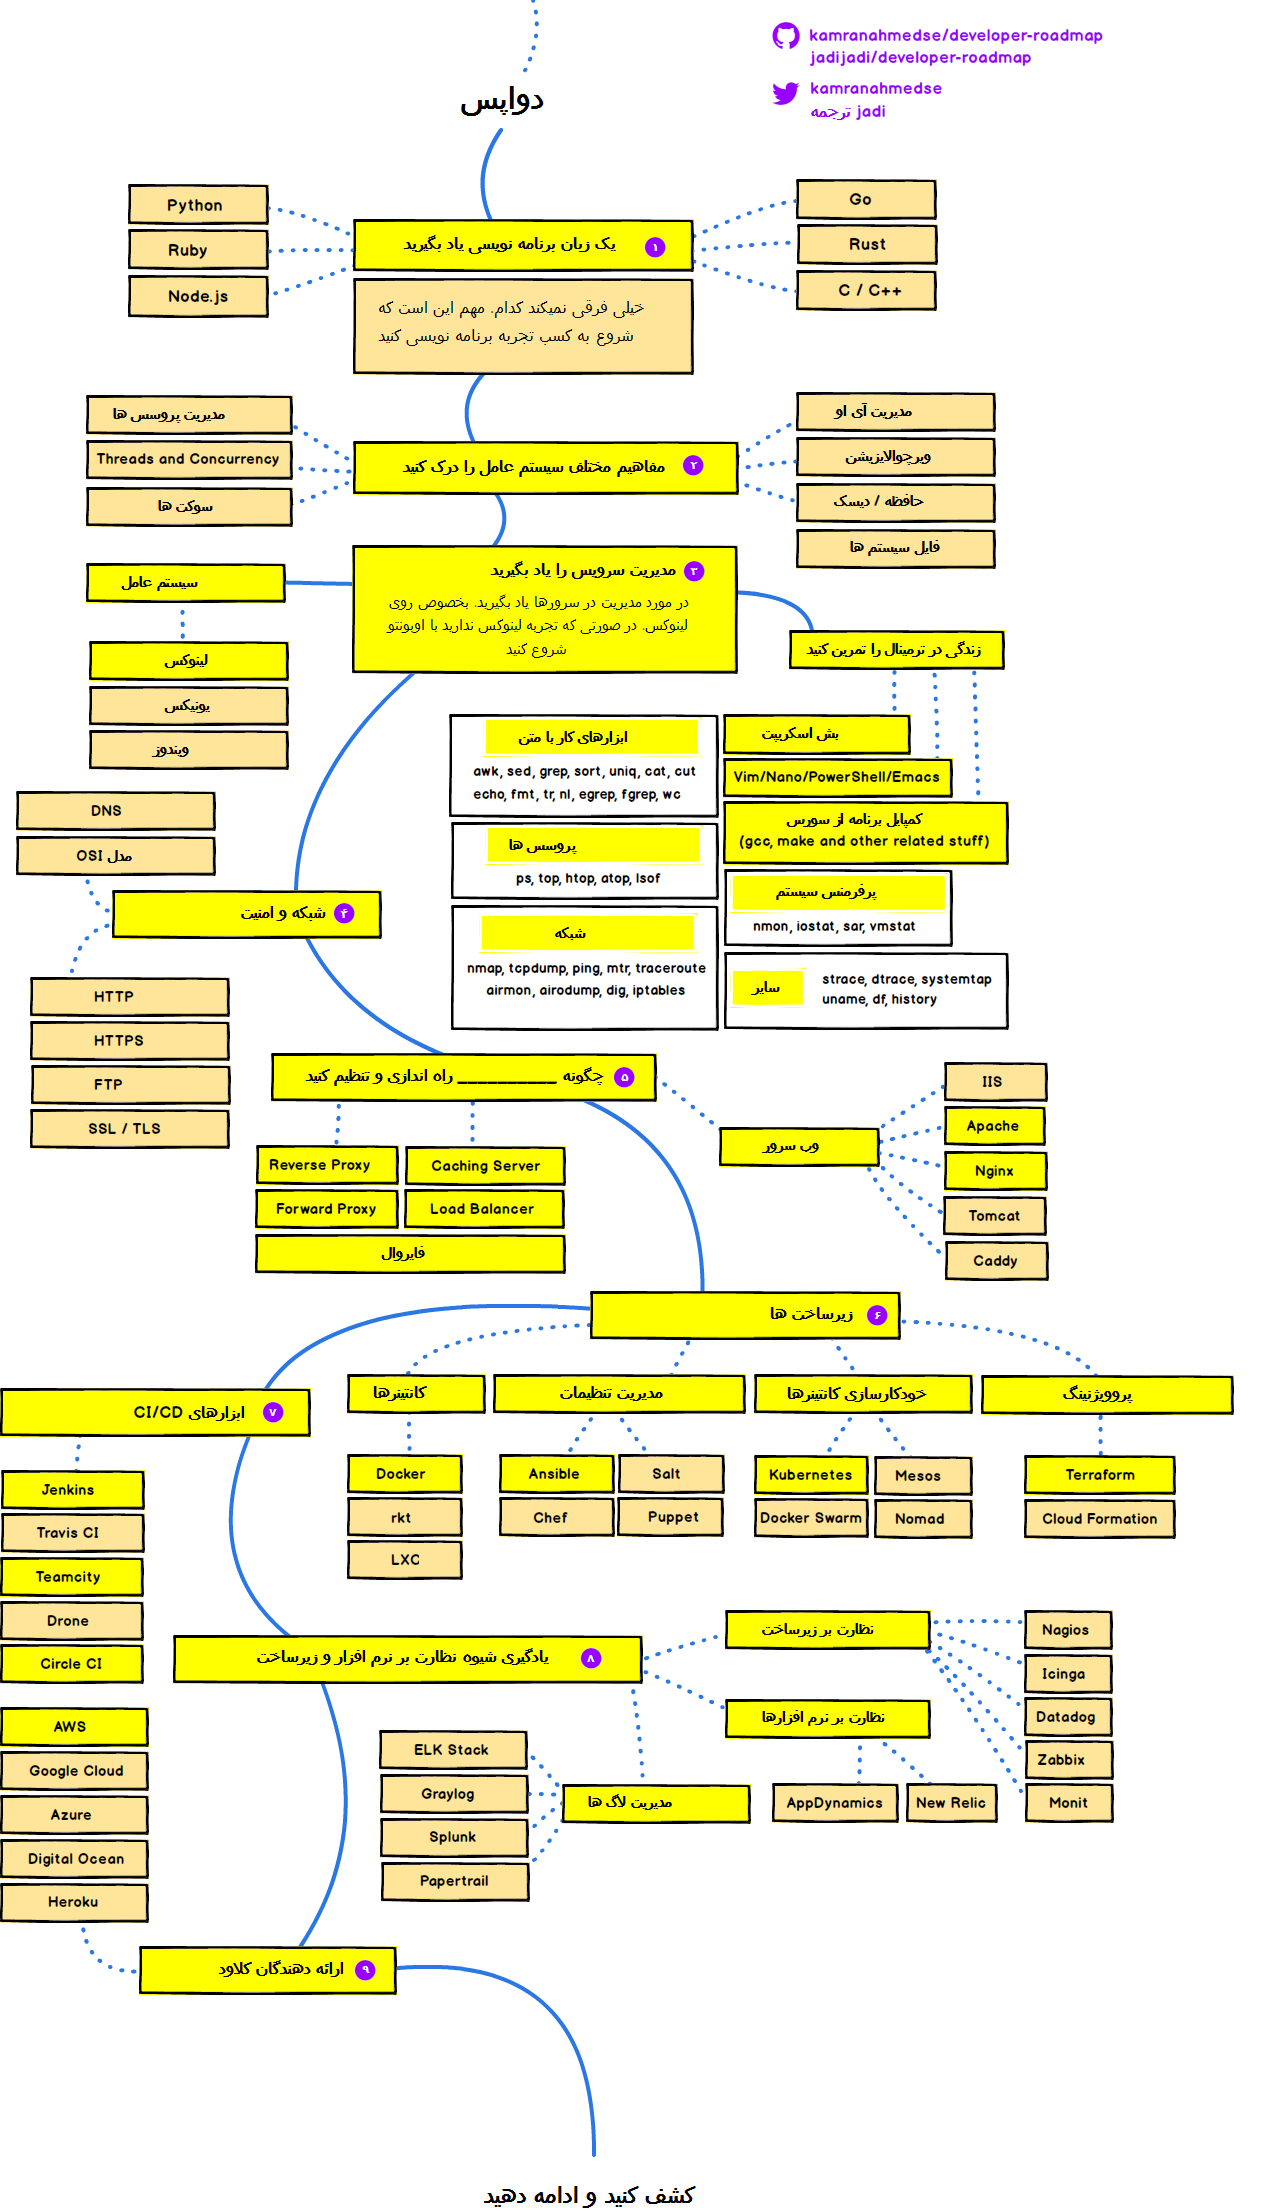 kamranahmedse/developer-roadmap
jadijadi/developer-roadmap
kamranahmedse
ترجمه jadi
دواپس
Python
Ruby
Node.js
یک زبان برنامه نویسی یاد بگیرید ۱
خیلی فرقی نمیکند کدام. مهم این است که
شروع به کسب تجربه برنامه نویسی کنید
Go
Rust
C / C++
مدیریت پروسس ها
Threads and Concurrency
سوکت ها
مفاهیم مختلف سیستم عامل را درک کنید ۲
مدیریت آی او
ویرچوالایزیشن
حافظه / دیسک
فایل سیستم ها
مدیریت سرویس را یاد بگیرید ۳
در مورد مدیریت در سرورها یاد بگیرید. بخصوص روی
لینوکس. در صورتی که تجربه لینوکس ندارید با اوبونتو
شروع کنید
سیستم عامل
لینوکس
یونیکس
ویندوز
زندگی در ترمینال را تمرین کنید
ابزارهای کار با متن
awk, sed, grep, sort, uniq, cat, cut
echo, fmt, tr, nl, egrep, fgrep, wc
پروسس ها
ps, top, htop, atop, lsof
شبکه
nmap, tcpdump, ping, mtr, traceroute
airmon, airodump, dig, iptables
بش اسکریپت
Vim/Nano/PowerShell/Emacs
کمپایل برنامه از سورس
(gcc, make and other related stuff)
پرفرمنس سیستم
nmon, iostat, sar, vmstat
سایر
strace, dtrace, systemtap
uname, df, history
DNS
مدل OSI
شبکه و امنیت ۴
HTTP
HTTPS
FTP
SSL / TLS
چگونه __________ راه اندازی و تنظیم کنید ۵
Reverse Proxy
Caching Server
Forward Proxy
Load Balancer
فایروال
وب سرور
IIS
Apache
Nginx
Tomcat
Caddy
زیرساخت ها ۶
کانتینرها
Docker
rkt
LXC
مدیریت تنظیمات
Ansible
Salt
Chef
Puppet
خودکارسازی کانتینرها
Kubernetes
Mesos
Docker Swarm
Nomad
پروویژنینگ
Terraform
Cloud Formation
ابزارهای CI/CD ۷
Jenkins
Travis CI
Teamcity
Drone
Circle CI
یادگیری شیوه نظارت بر نرم افزار و زیرساخت ۸
نظارت بر زیرساخت
Nagios
Icinga
Datadog
Zabbix
Monit
نظارت بر نرم افزارها
AppDynamics
New Relic
مدیریت لاگ ها
ELK Stack
Graylog
Splunk
Papertrail
AWS
Google Cloud
Azure
Digital Ocean
Heroku
ارائه دهندگان کلاود ۹
کشف کنید و ادامه دهید